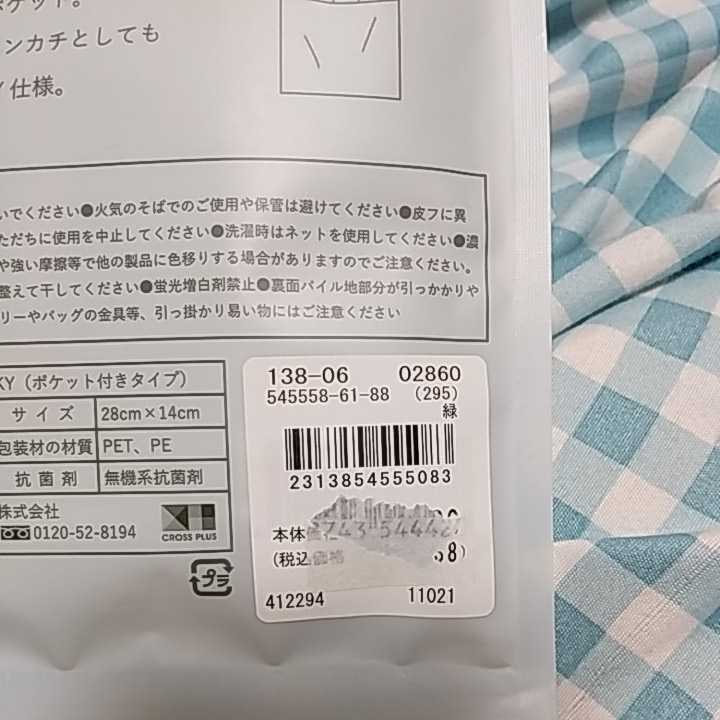 ポケット。
ンカチとしても
仕様。
いでください●火気のそばでのご使用や保管は避けてください●皮フに異
ただちに使用を中止してください●洗濯時はネットを使用してください●濃
や強い摩擦等で他の製品に色移りする場合がありますのでご注意ください。
整えて干してください●蛍光増白剤禁止●裏面パイル地部分が引っかかりや
リーやバッグの金具等、引っ掛かり易い物にはご注意ください
KY（ポケット付きタイプ）
サイズ 28cm×14cm
包装材の材質 PET、PE
抗菌剤 無機系抗菌剤
株式会社
0120-52-8194
CROSS PLUS
プラ
138-06 02860
545558-61-88 (295)
緑
2313854555083
本体価
(税込価格 8)
412294 11021